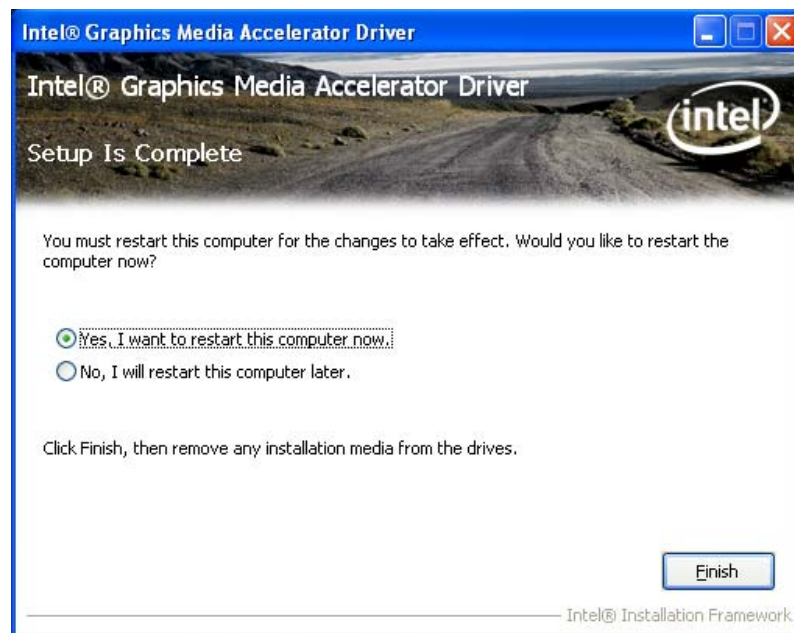 Intel® Graphics Media Accelerator Driver
Intel® Graphics Media Accelerator Driver
intel
Setup Is Complete
You must restart this computer for the changes to take effect. Would you like to restart the
computer now?
Yes, I want to restart this computer now.
No, I will restart this computer later.
Click Finish, then remove any installation media from the drives.
Finish
Intel® Installation Framework